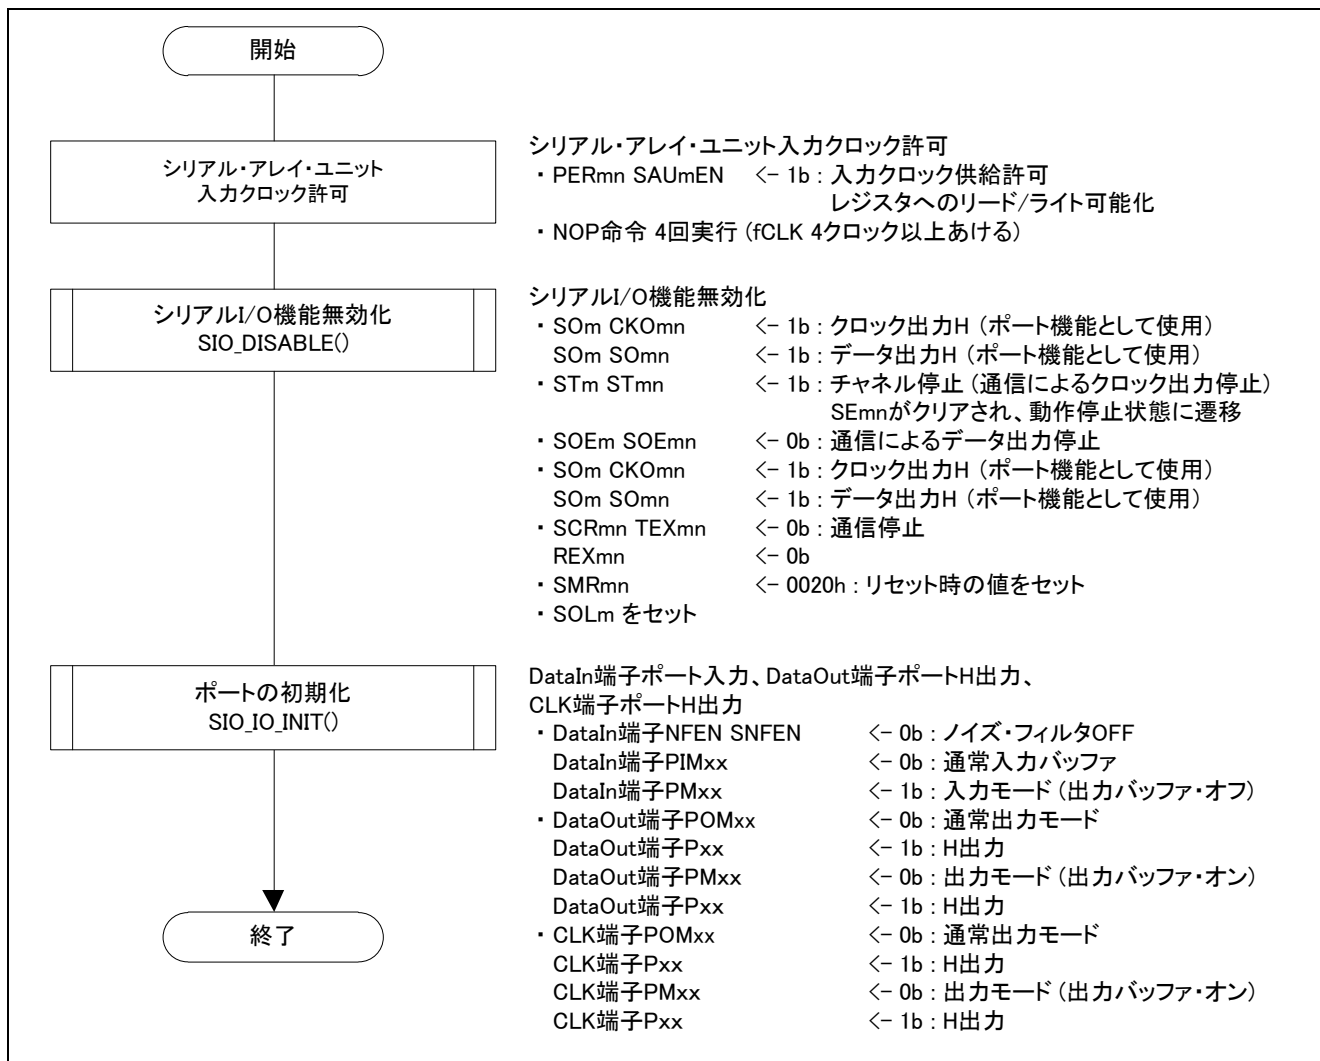 開始
シリアル・アレイ・ユニット
入力クロック許可
シリアル・アレイ・ユニット入力クロック許可
・PERmn SAUmEN <- 1b : 入力クロック供給許可
レジスタへのリード/ライト可能化
・NOP命令 4回実行 (fCLK 4クロック以上あける)
シリアルI/O機能無効化
SIO_DISABLE()
シリアルI/O機能無効化
・SOm CKOmn <- 1b : クロック出力H (ポート機能として使用)
SOm SOmn <- 1b : データ出力H (ポート機能として使用)
・STm STmn <- 1b : チャネル停止 (通信によるクロック出力停止)
SEmnがクリアされ、動作停止状態に遷移
・SOEm SOEmn <- 0b : 通信によるデータ出力停止
・SOm CKOmn <- 1b : クロック出力H (ポート機能として使用)
SOm SOmn <- 1b : データ出力H (ポート機能として使用)
・SCRmn TEXmn <- 0b : 通信停止
REXmn <- 0b
・SMRmn <- 0020h : リセット時の値をセット
・SOLm をセット
ポートの初期化
SIO_IO_INIT()
DataIn端子ポート入力、DataOut端子ポートH出力、
CLK端子ポートH出力
・DataIn端子NFEN SNFEN <- 0b : ノイズ・フィルタOFF
DataIn端子PIMxx <- 0b : 通常入力バッファ
DataIn端子PMxx <- 1b : 入力モード (出力バッファ・オフ)
・DataOut端子POMxx <- 0b : 通常出力モード
DataOut端子Pxx <- 1b : H出力
DataOut端子PMxx <- 0b : 出力モード (出力バッファ・オン)
DataOut端子Pxx <- 1b : H出力
・CLK端子POMxx <- 0b : 通常出力モード
CLK端子Pxx <- 1b : H出力
CLK端子PMxx <- 0b : 出力モード (出力バッファ・オン)
CLK端子Pxx <- 1b : H出力
終了